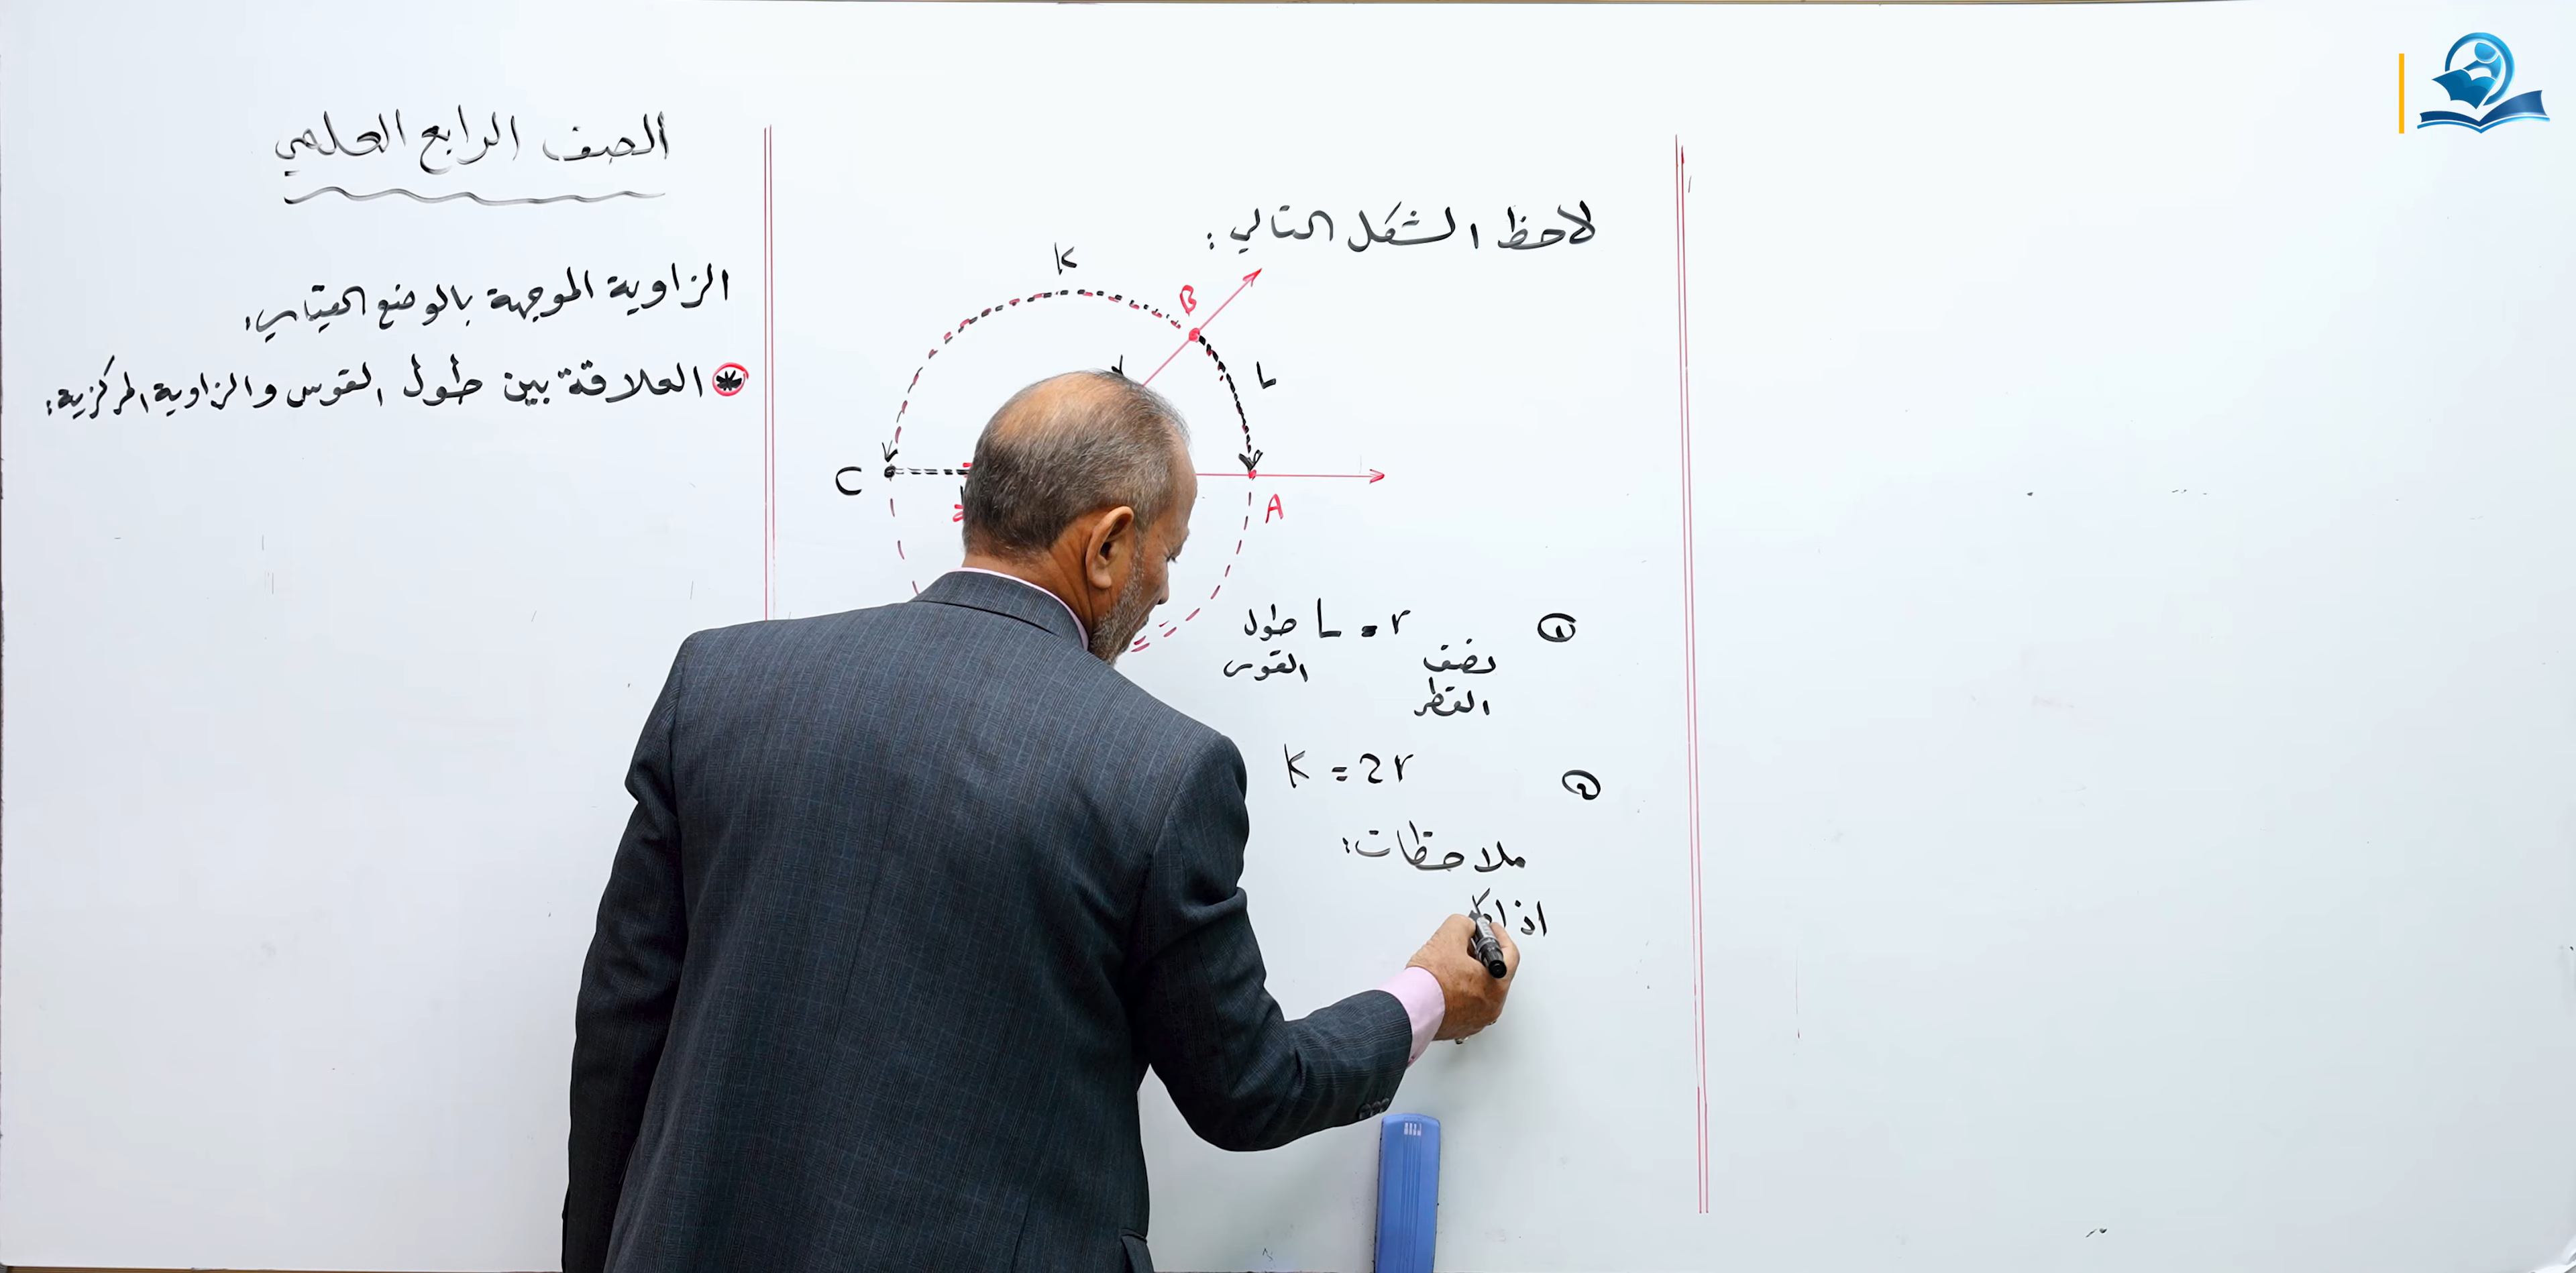 الصف الرابع العلمي
الزاوية الموجهة بالوضع القياسي:
العلاقة بين طول القوس والزاوية المركزية:
لاحظ الشكل التالي:
K
B
L
C
A
① طول L = r
القوس
نصف
القطر
② K = 2r
ملاحظات:
اذا